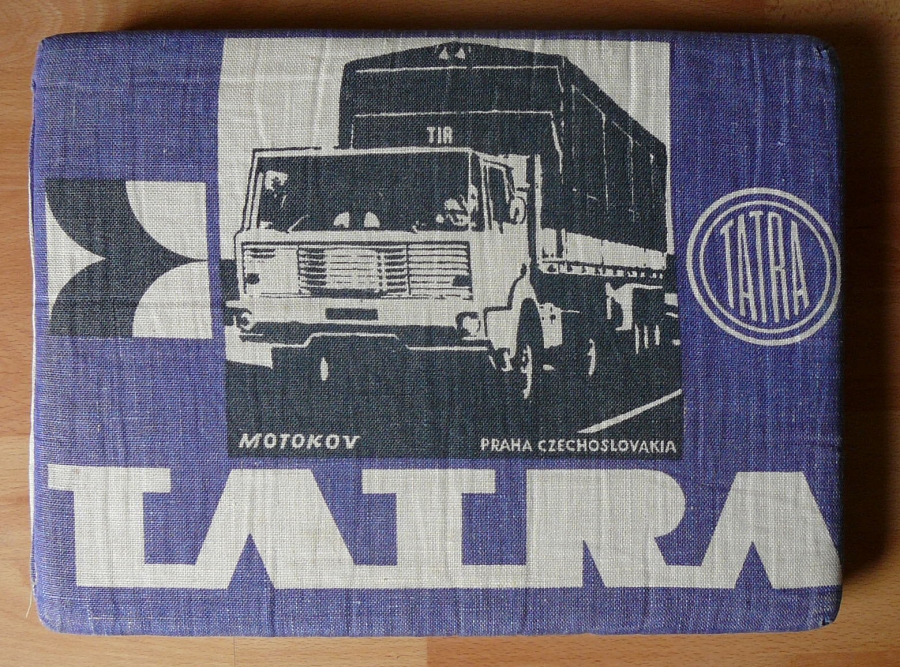 TIR
TATRA
MOTOKOV
PRAHA CZECHOSLOVAKIA
TATRA